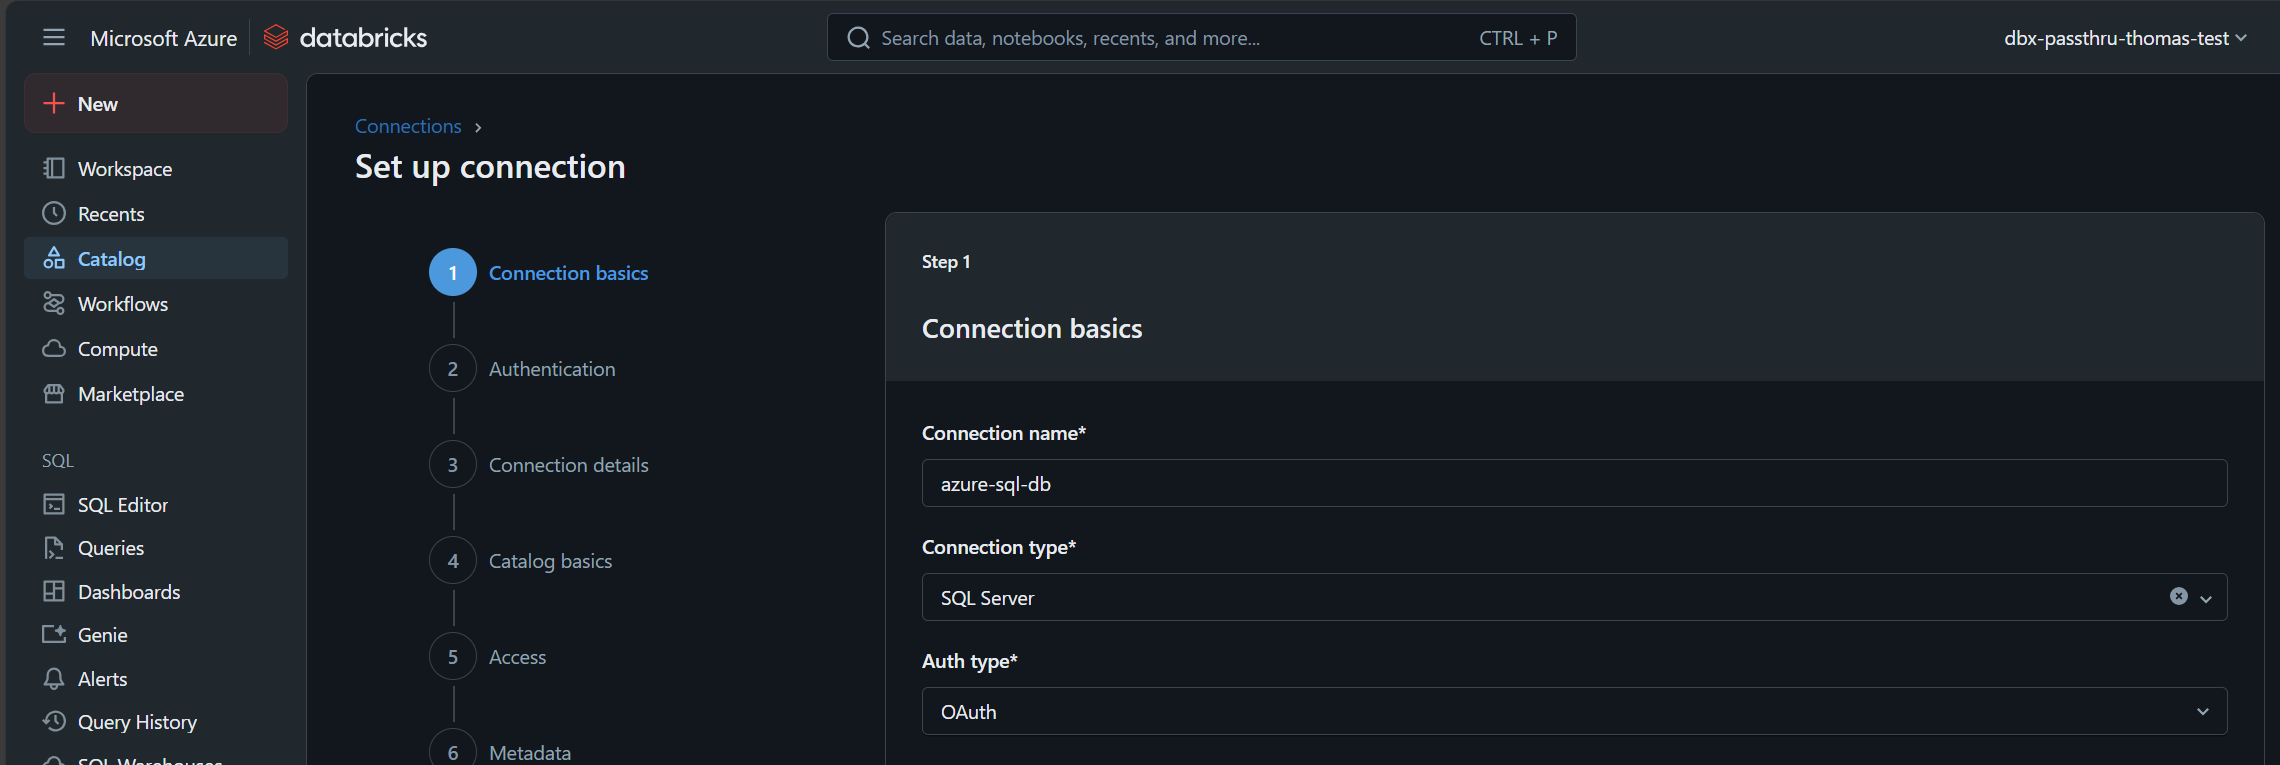 Microsoft Azure databricks
Search data, notebooks, recents, and more... CTRL + P
dbx-passthru-thomas-test
New
Workspace
Recents
Catalog
Workflows
Compute
Marketplace
SQL
SQL Editor
Queries
Dashboards
Genie
Alerts
Query History
SQL Warehouses
Connections
Set up connection
1 Connection basics
2 Authentication
3 Connection details
4 Catalog basics
5 Access
6 Metadata
Step 1
Connection basics
Connection name*
azure-sql-db
Connection type*
SQL Server
Auth type*
OAuth